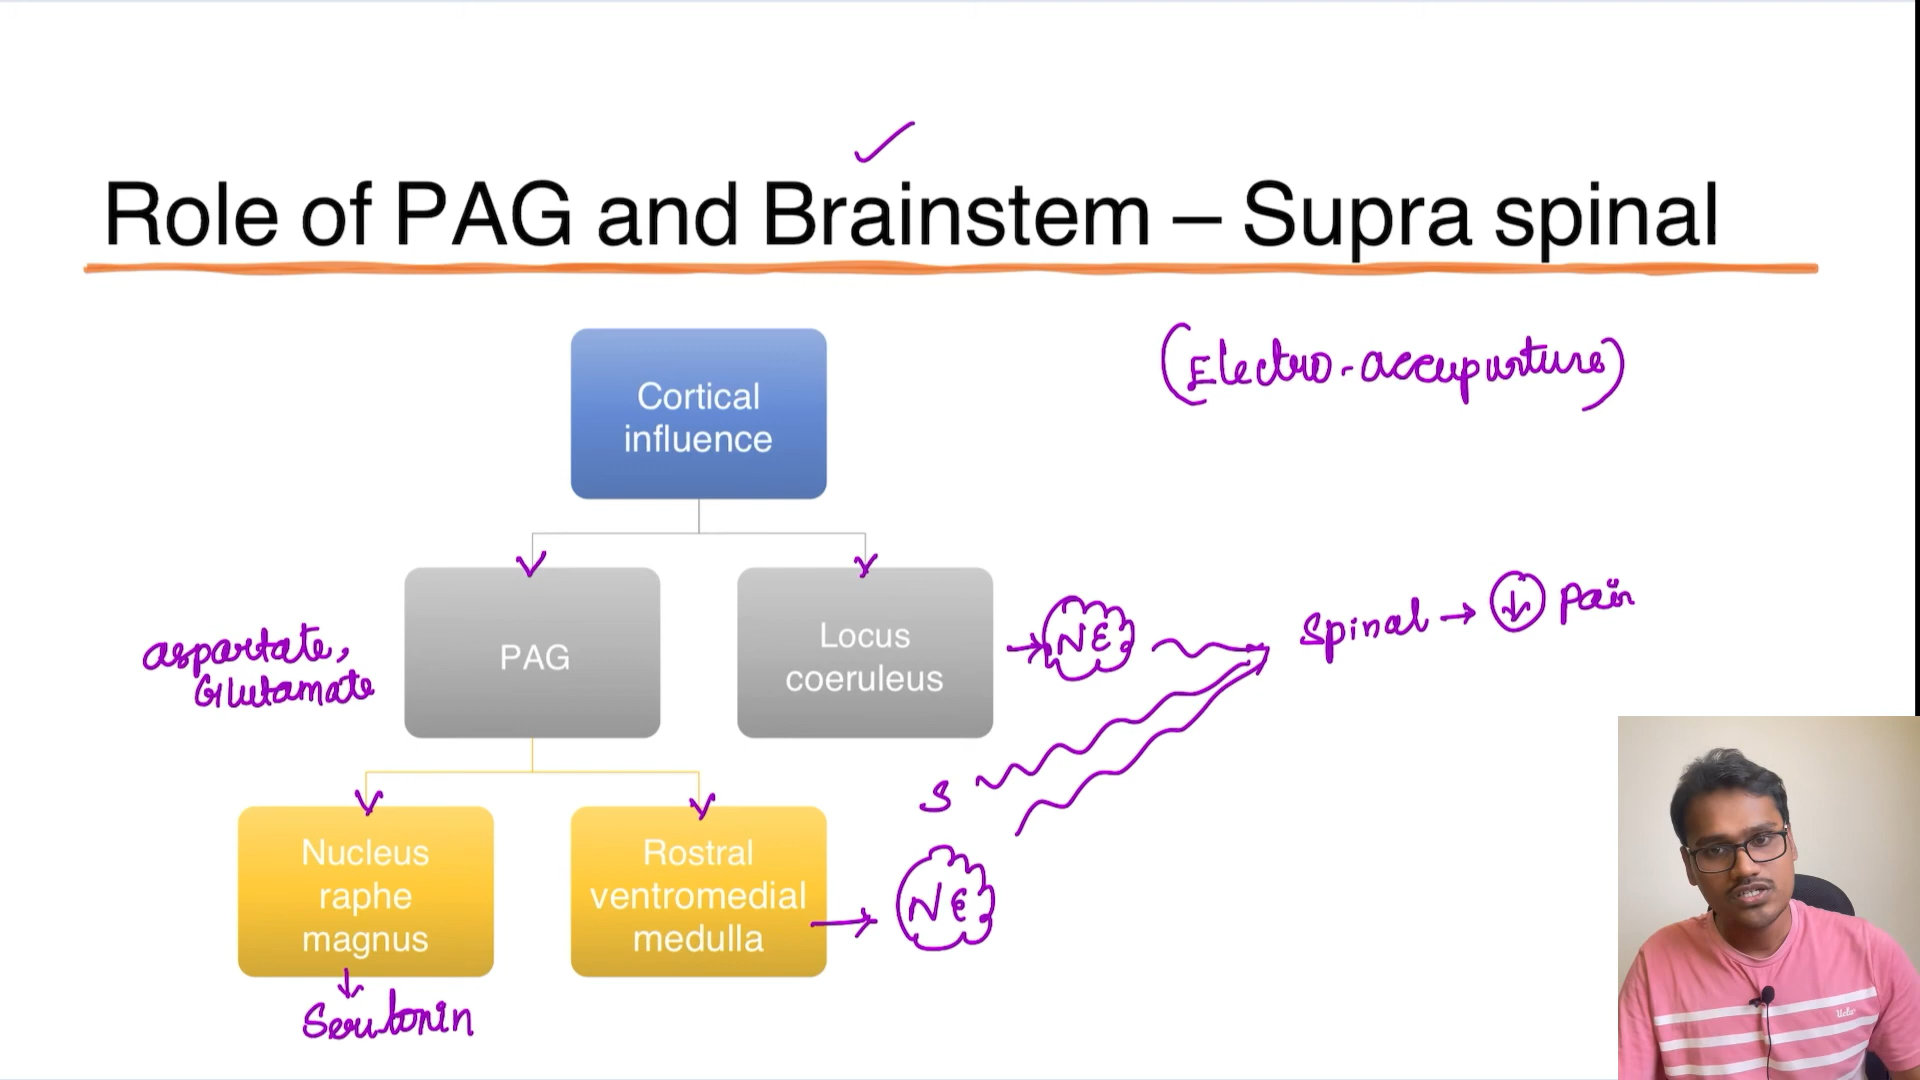 Role of PAG and Brainstem – Supra spinal
(Electro-accupunture)
Cortical
influence
PAG
Locus
coeruleus
aspartate,
Glutamate
NE
Spinal → ↓ Pain
S
Nucleus
raphe
magnus
Rostral
ventromedial
medulla
NE
Serutonin